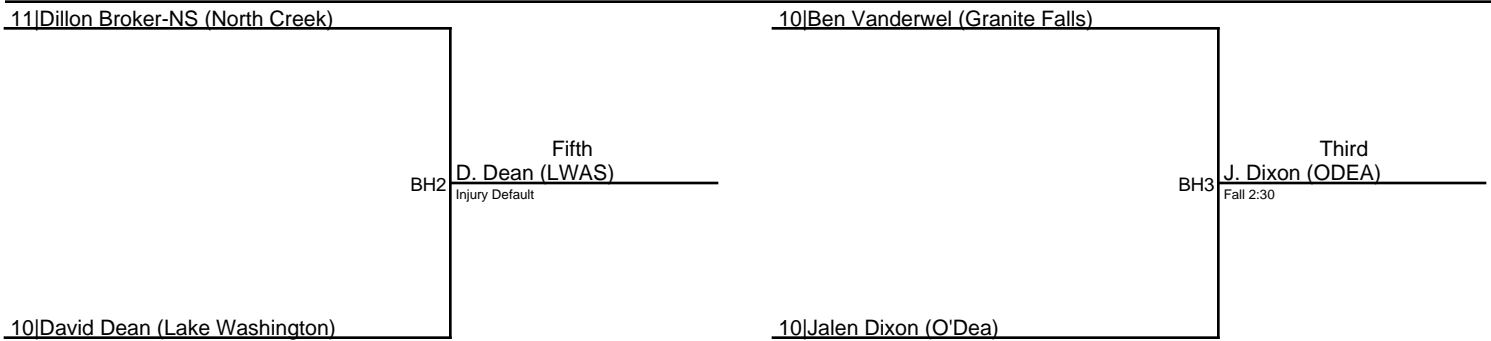 11|Dillon Broker-NS (North Creek)
Fifth
BH2
D. Dean (LWAS)
Injury Default
10|David Dean (Lake Washington)
10|Ben Vanderwel (Granite Falls)
Third
BH3
J. Dixon (ODEA)
Fall 2:30
10|Jalen Dixon (O'Dea)